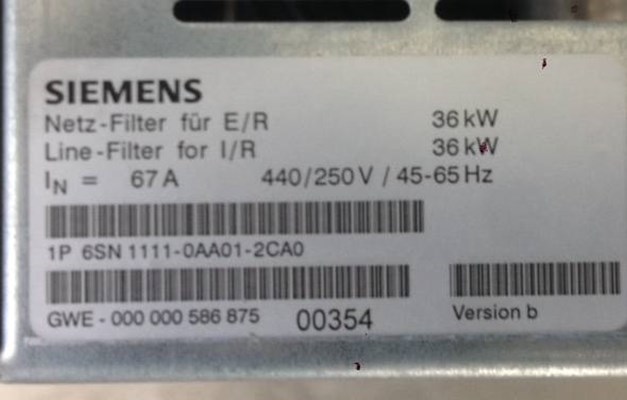 SIEMENS
Netz-Filter für E/R 36 kW
Line-Filter for I/R 36 kW
IN = 67 A 440/250 V / 45-65 Hz
1P 6SN 1111-0AA01-2CA0
GWE - 000 000 586 875 00354 Version b